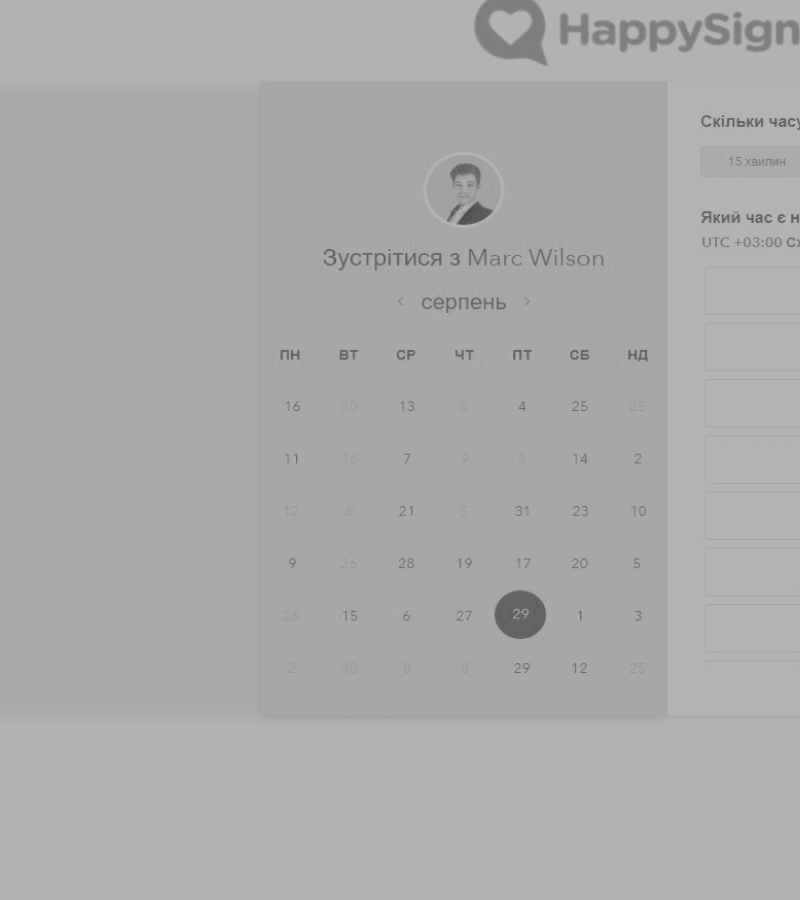 HappySign
Зустрітися з Marc Wilson
серпень
ПН ВТ СР ЧТ ПТ СБ НД
16 30 13 5 4 25 25
11 16 7 9 8 14 2
12 8 21 5 31 23 10
9 26 28 19 17 20 5
26 15 6 27 29 1 3
2 30 8 8 29 12 25
Скільки часу
15 хвилин
Який час є н
UTC +03:00 Сх